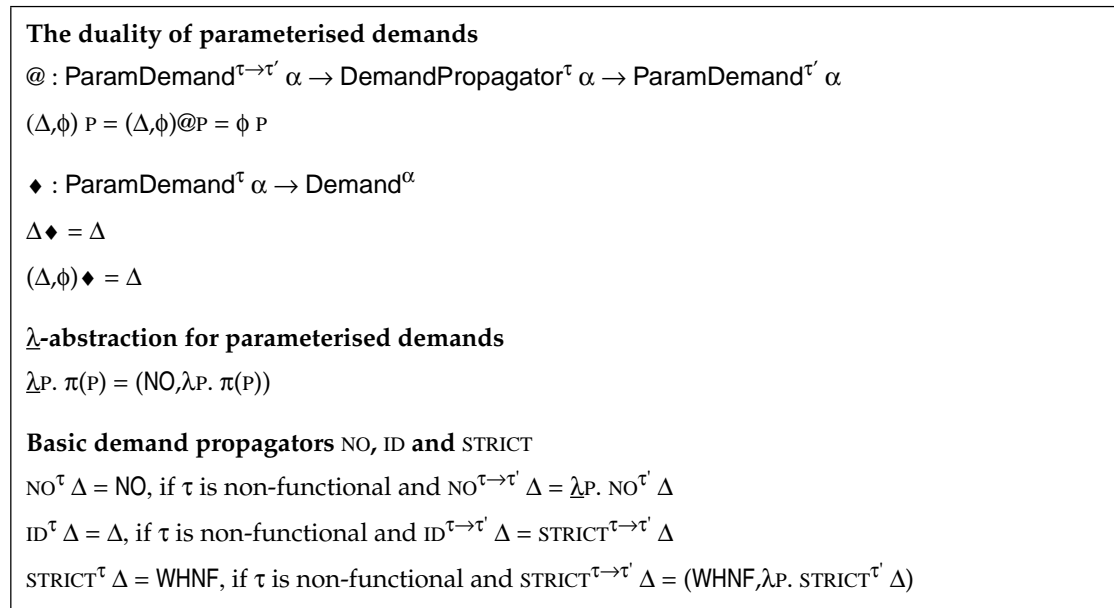 The duality of parameterised demands
@ : ParamDemand^τ→τ′ α → DemandPropagator^τ α → ParamDemand^τ′ α
(Δ,ϕ) P = (Δ,ϕ)@P = ϕ P
♦ : ParamDemand^τ α → Demand^α
Δ♦ = Δ
(Δ,ϕ)♦ = Δ
λ̲-abstraction for parameterised demands
λ̲P. π(P) = (NO,λP. π(P))
Basic demand propagators NO, ID and STRICT
NO^τ Δ = NO, if τ is non-functional and NO^τ→τ' Δ = λ̲P. NO^τ' Δ
ID^τ Δ = Δ, if τ is non-functional and ID^τ→τ' Δ = STRICT^τ→τ' Δ
STRICT^τ Δ = WHNF, if τ is non-functional and STRICT^τ→τ' Δ = (WHNF,λP. STRICT^τ' Δ)